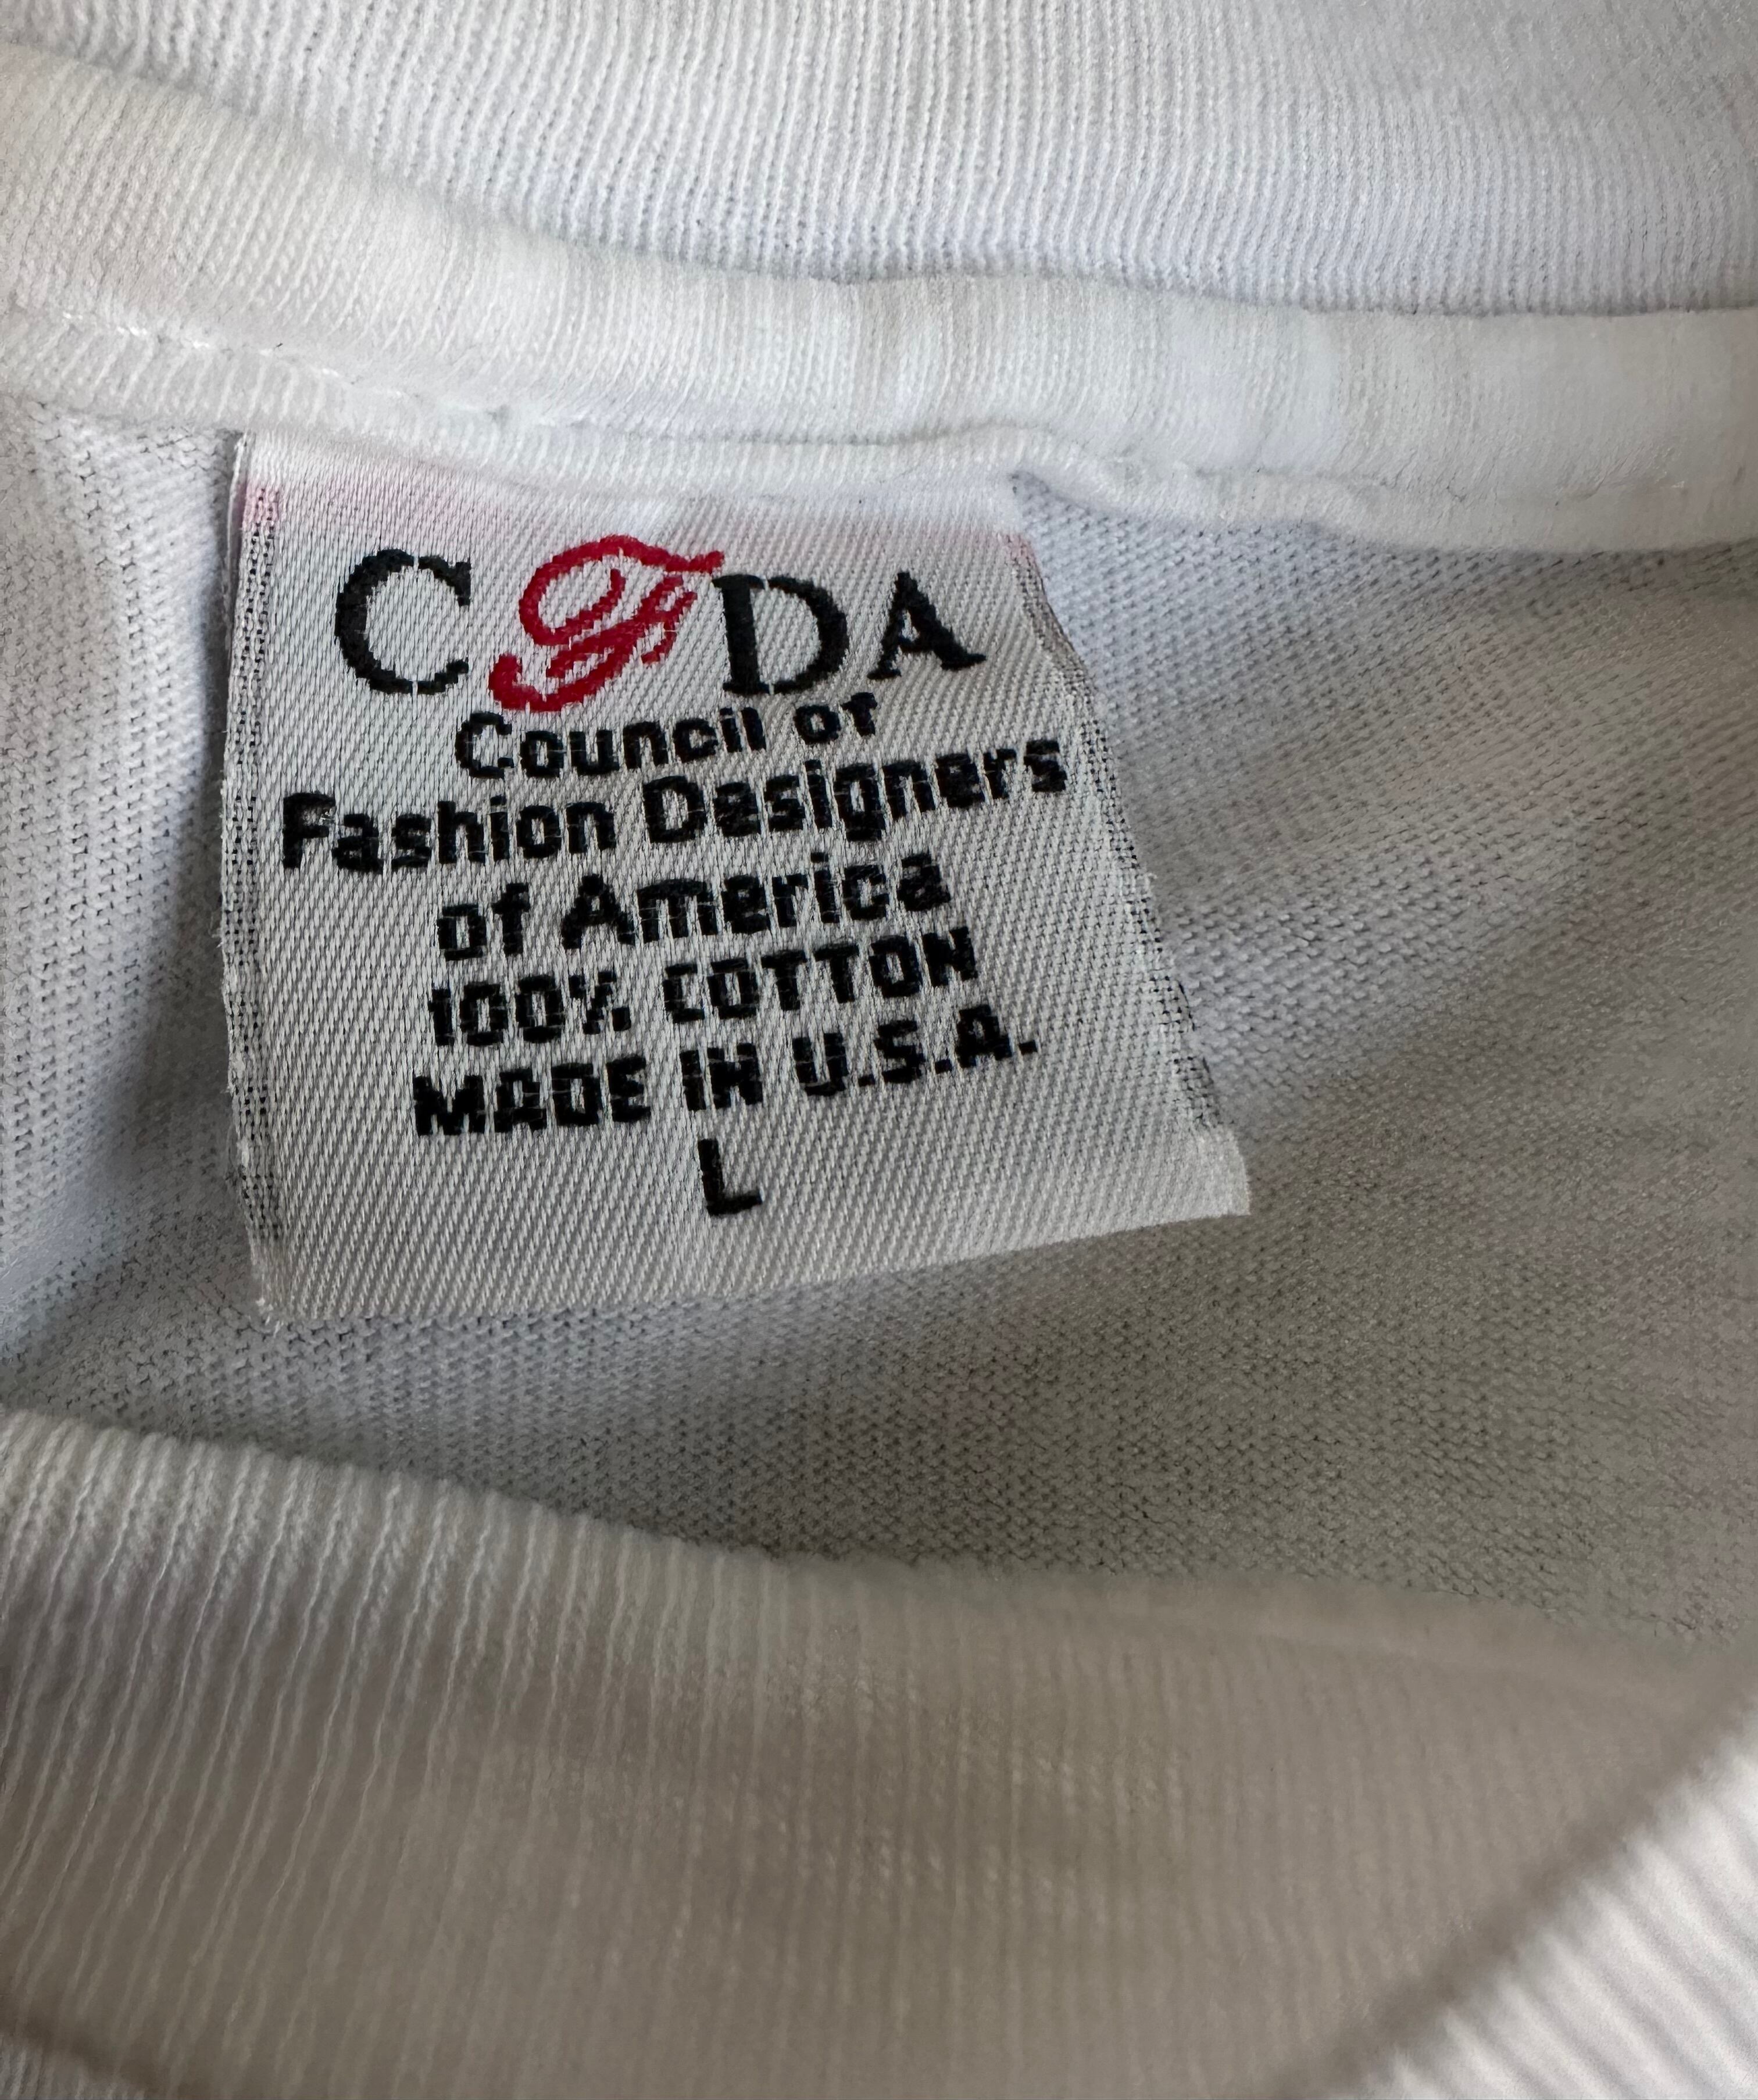 CFDA
Council of
Fashion Designers
of America
100% COTTON
MADE IN U.S.A.
L